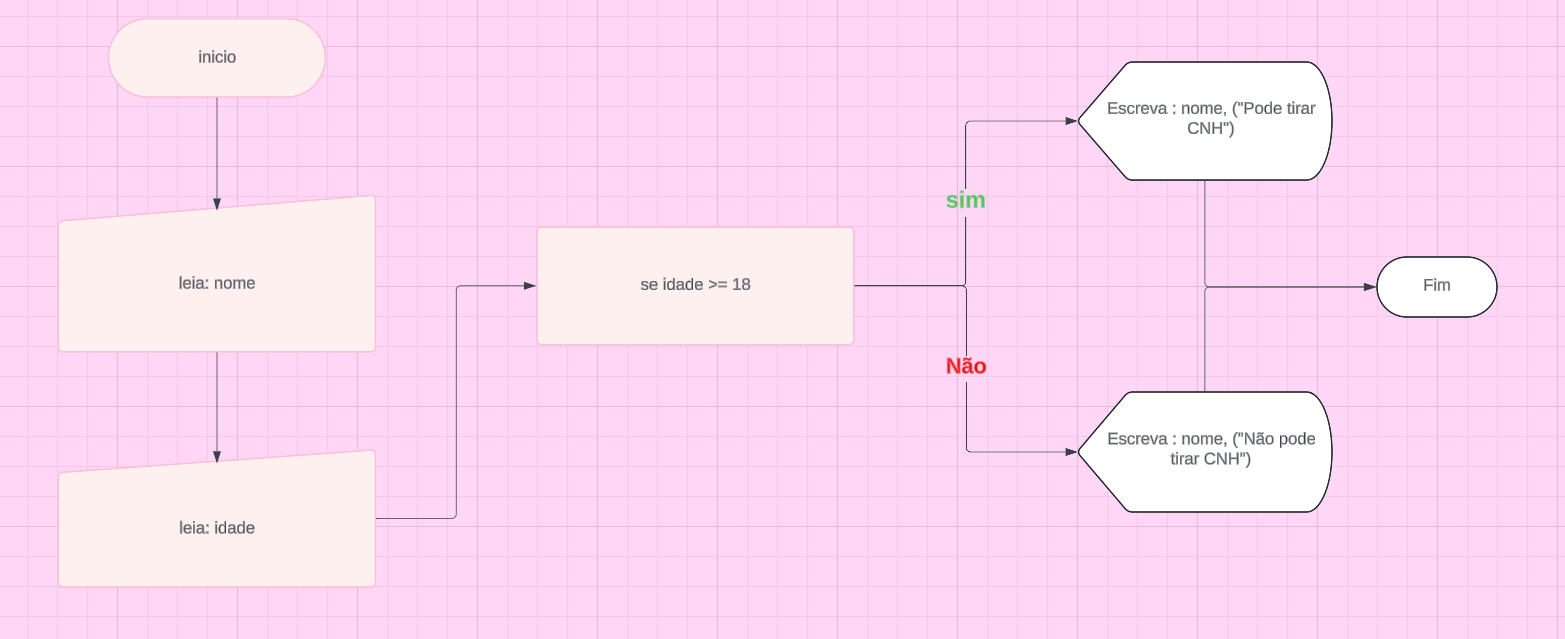 inicio
leia: nome
leia: idade
se idade >= 18
sim
Não
Escreva : nome, ("Pode tirar
CNH")
Escreva : nome, ("Não pode
tirar CNH")
Fim